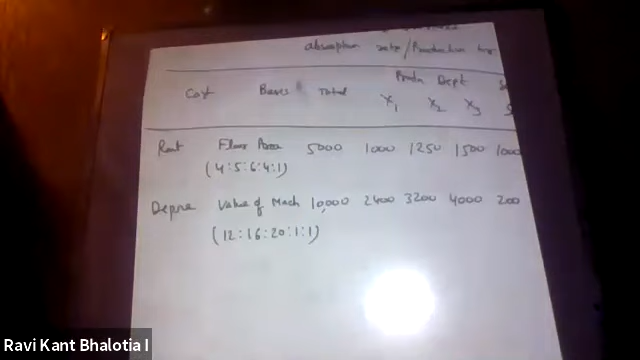 absorption rate/Production hr
Prodn Dept
Cost Bases Total X1 X2 X3 S
Rent Floor Area 5000 1000 1250 1500 1000
(4:5:6:4:1)
Depre Value of Mach 10,000 2400 3200 4000 200
(12:16:20:1:1)
Ravi Kant Bhalotia I